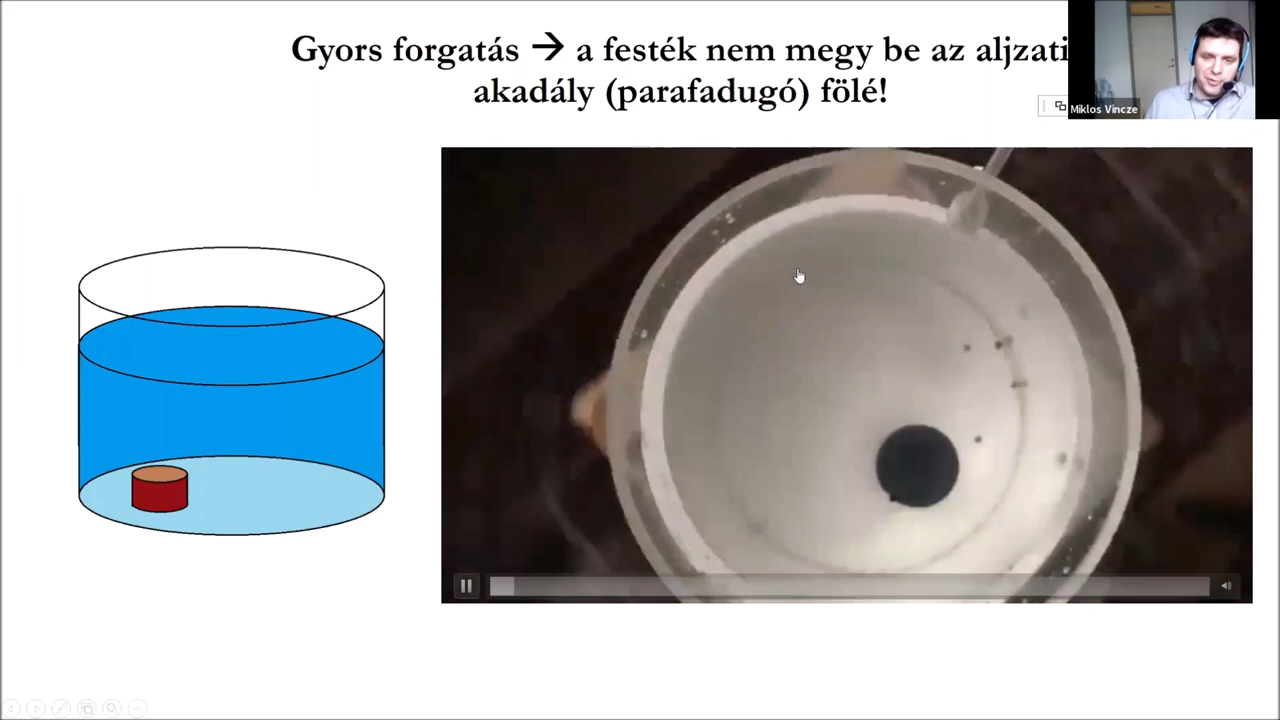 Gyors forgatás → a festék nem megy be az aljzati
akadály (parafadugó) fölé!
Miklos Vincze